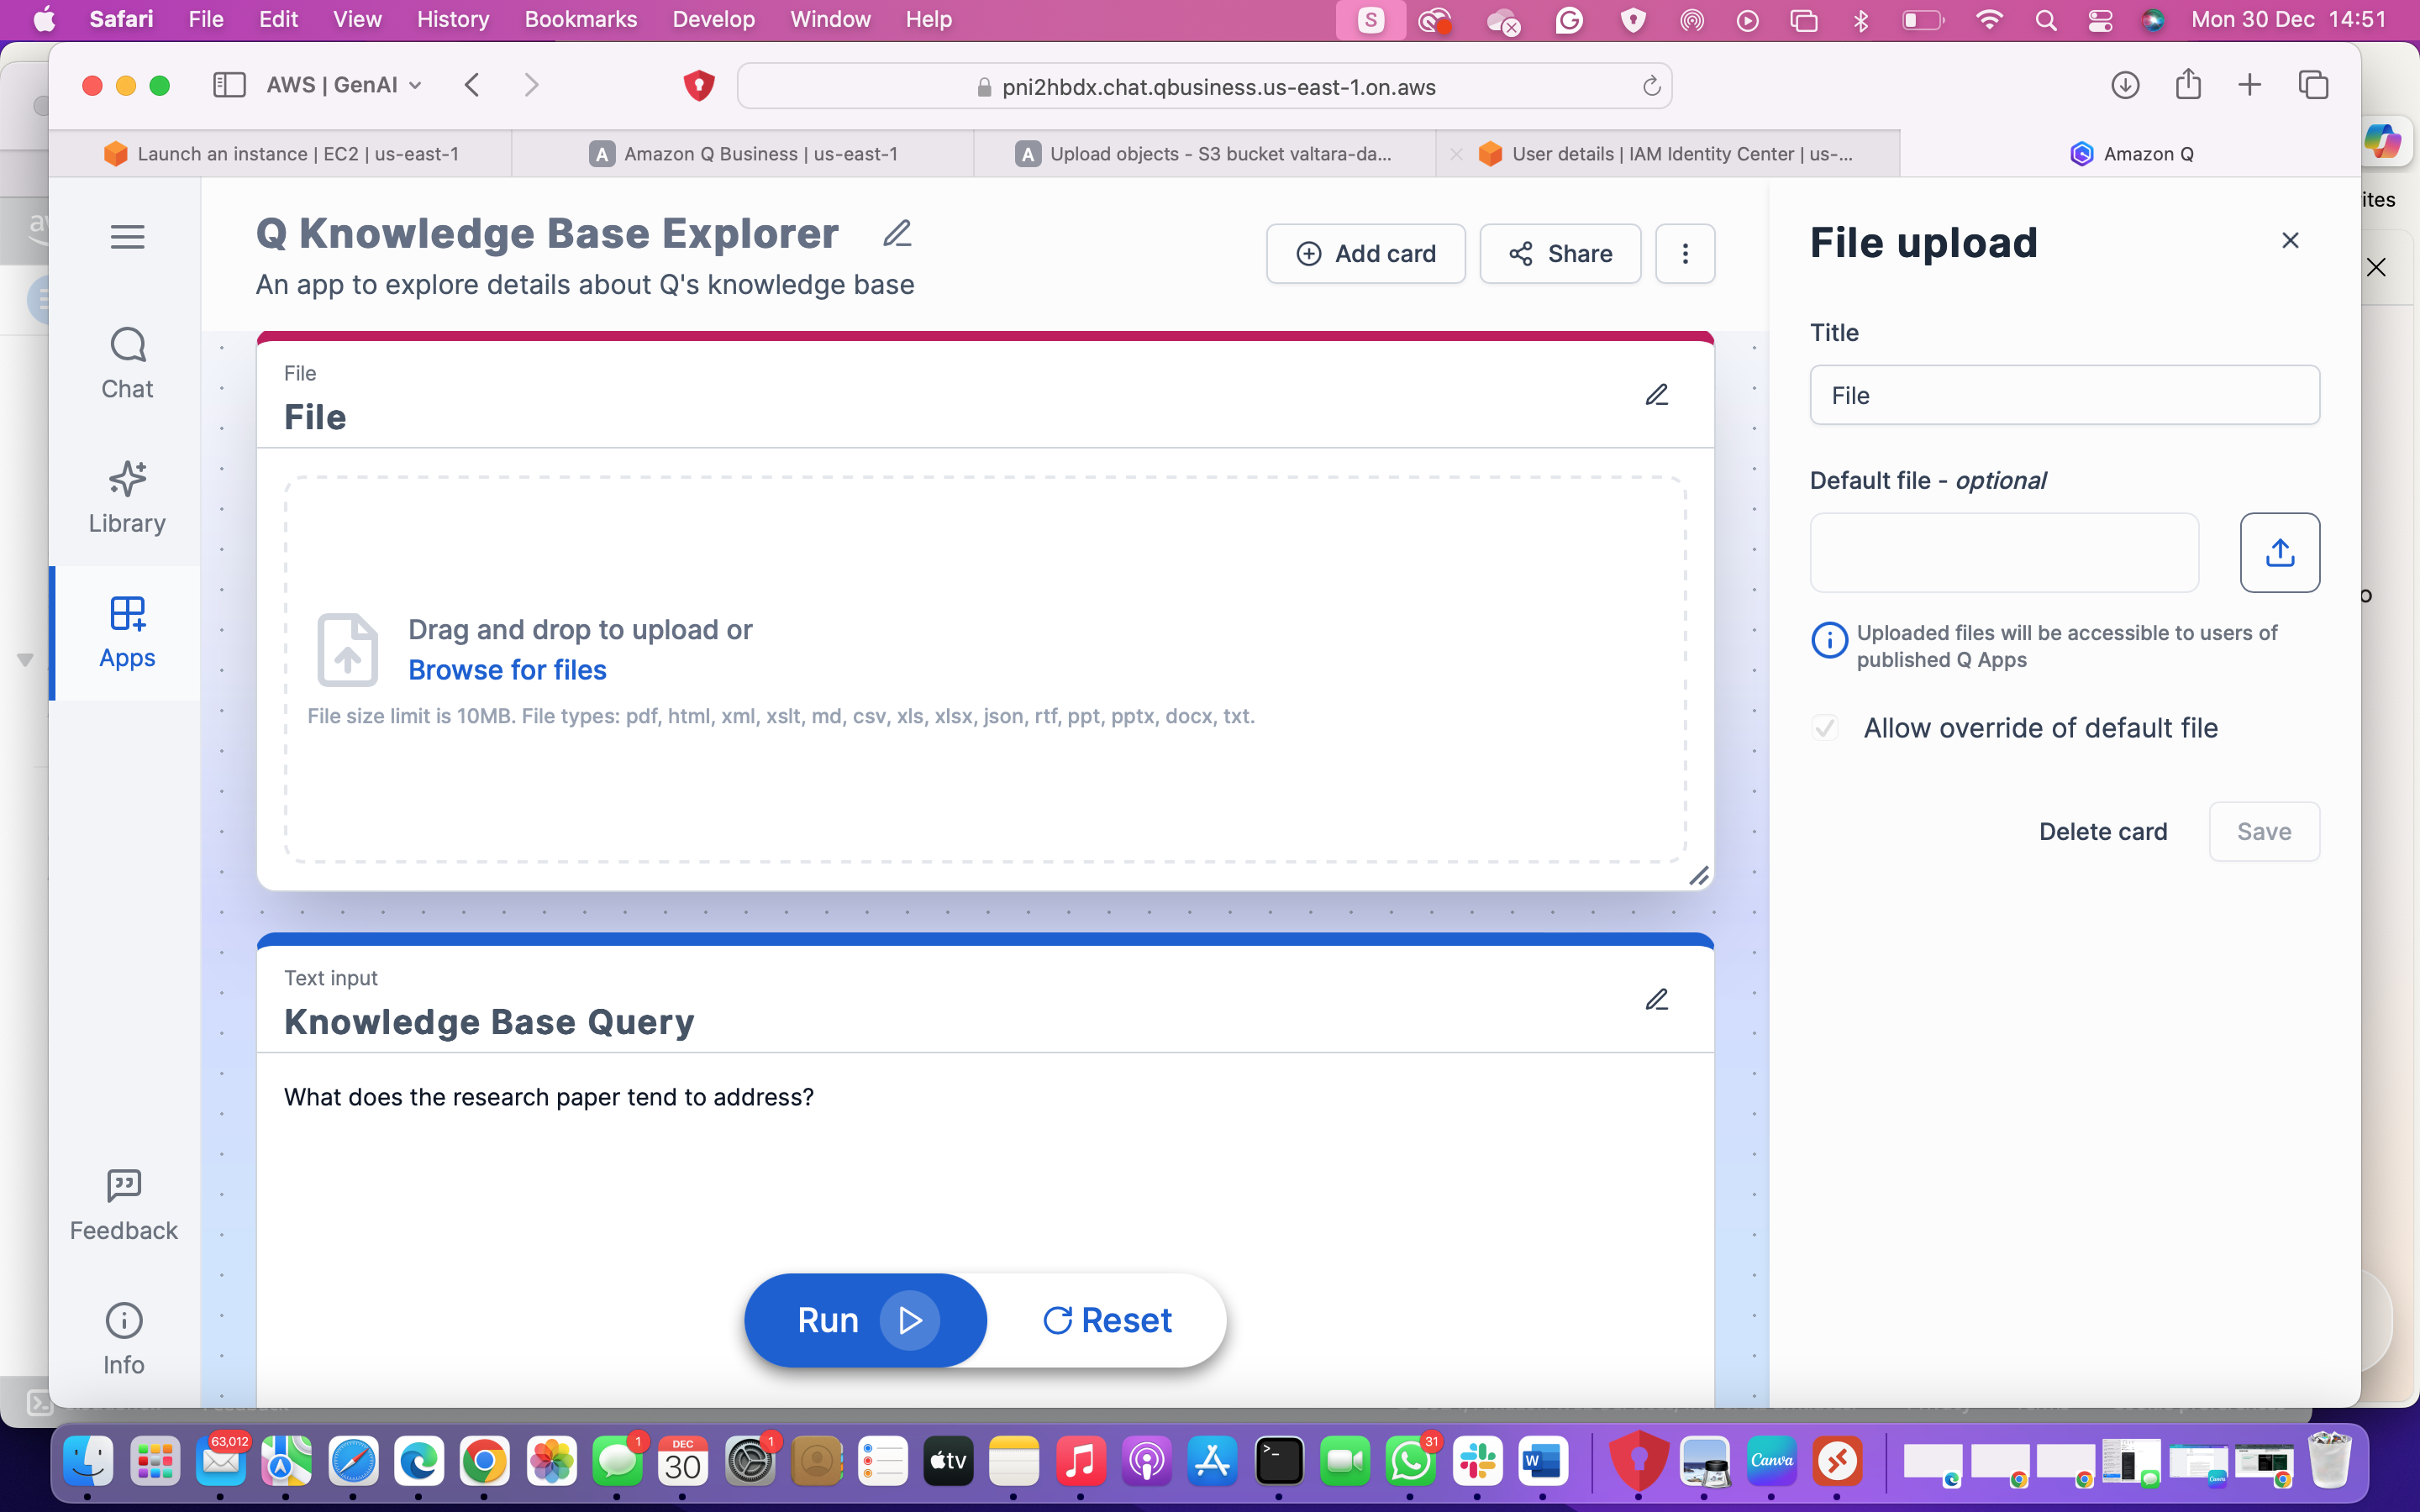 Safari File Edit View History Bookmarks Develop Window Help
S
Mon 30 Dec 14:51
AWS | GenAI
pni2hbdx.chat.qbusiness.us-east-1.on.aws
Launch an instance | EC2 | us-east-1
A Amazon Q Business | us-east-1
A Upload objects - S3 bucket valtara-da...
User details | IAM Identity Center | us-...
Amazon Q
ites
Q Knowledge Base Explorer
An app to explore details about Q's knowledge base
Add card
Share
Chat
Library
Apps
Feedback
Info
File
File
Drag and drop to upload or
Browse for files
File size limit is 10MB. File types: pdf, html, xml, xslt, md, csv, xls, xlsx, json, rtf, ppt, pptx, docx, txt.
Text input
Knowledge Base Query
What does the research paper tend to address?
Run
Reset
File upload
Title
File
Default file - optional
Uploaded files will be accessible to users of
published Q Apps
Allow override of default file
Delete card
Save
63,012
1
DEC
30
1
tv
31
W
Canva